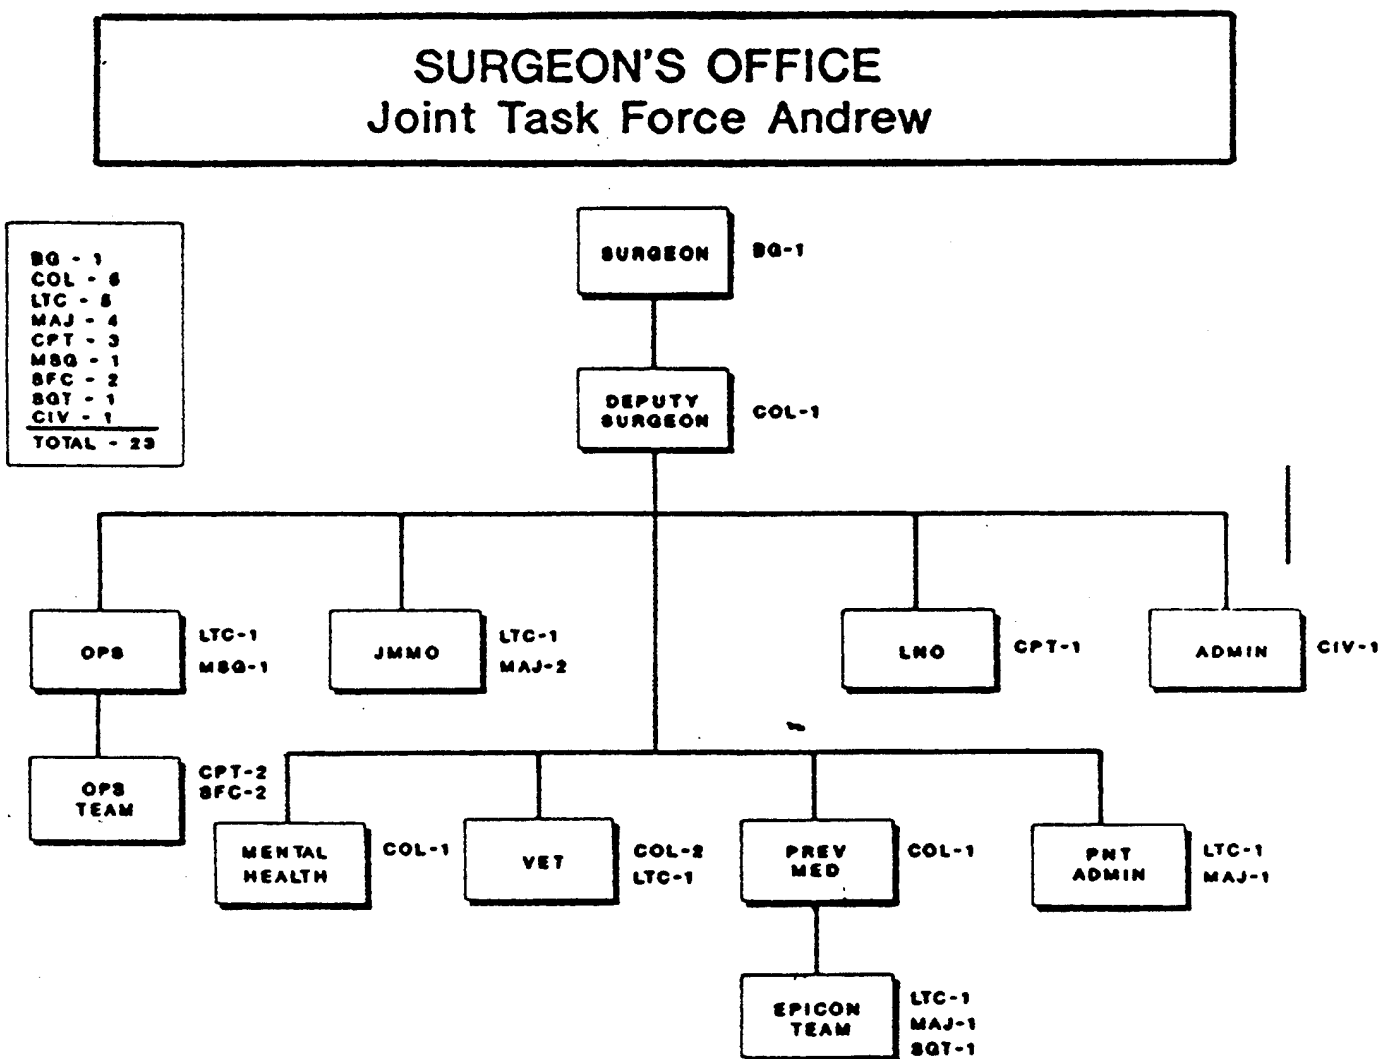 SURGEON'S OFFICE
Joint Task Force Andrew
BG - 1
COL - 5
LTC - 5
MAJ - 4
CPT - 3
MSG - 1
SFC - 2
SGT - 1
CIV - 1
TOTAL - 23
SURGEON
BG-1
DEPUTY
SURGEON
COL-1
OPS
LTC-1
MSG-1
JMMO
LTC-1
MAJ-2
LNO
CPT-1
ADMIN
CIV-1
OPS
TEAM
CPT-2
SFC-2
MENTAL
HEALTH
COL-1
VET
COL-2
LTC-1
PREV
MED
COL-1
PNT
ADMIN
LTC-1
MAJ-1
EPICON
TEAM
LTC-1
MAJ-1
SGT-1